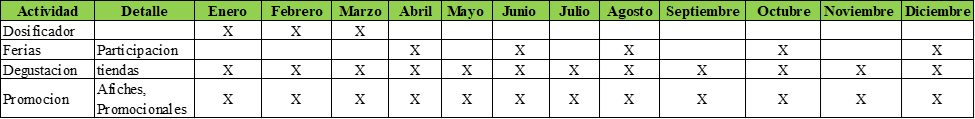 Actividad Detalle Enero Febrero Marzo Abril Mayo Junio Julio Agosto Septiembre Octubre Noviembre Diciembre
Dosificador X X X
Ferias Participacion X X X X X
Degustacion tiendas X X X X X X X X X X X X
Promocion Afiches, Promocionales X X X X X X X X X X X X